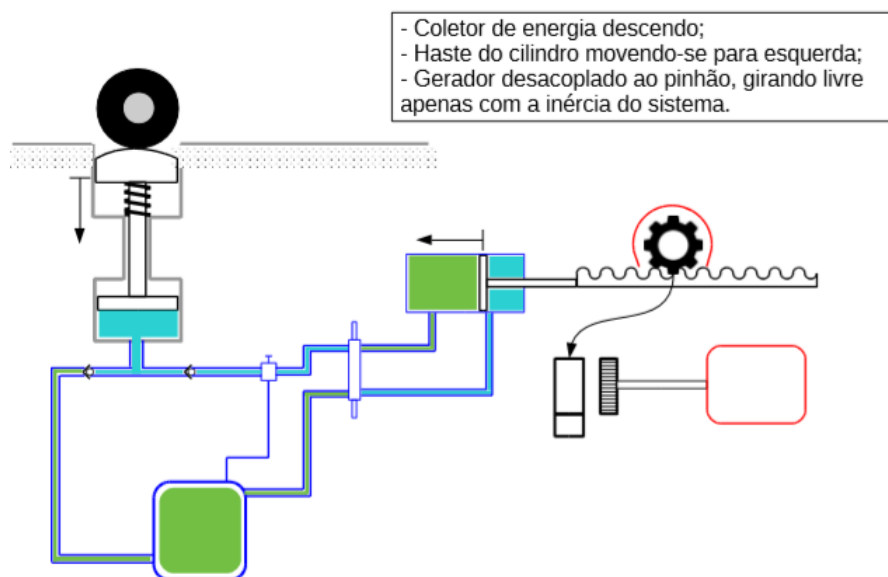 - Coletor de energia descendo;
- Haste do cilindro movendo-se para esquerda;
- Gerador desacoplado ao pinhão, girando livre
apenas com a inércia do sistema.